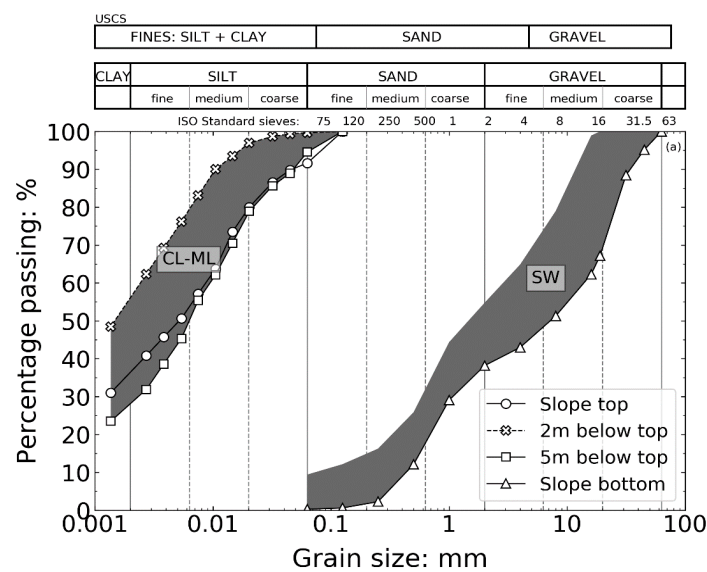 USCS
FINES: SILT + CLAY SAND GRAVEL
CLAY SILT SAND GRAVEL
fine medium coarse fine medium coarse fine medium coarse
ISO Standard sieves: 75 120 250 500 1 2 4 8 16 31.5 63
(a)
100
90
80
70
60
50
40
30
20
10
0
Percentage passing: %
CL-ML
SW
Slope top
2m below top
5m below top
Slope bottom
0.001 0.01 0.1 1 10 100
Grain size: mm